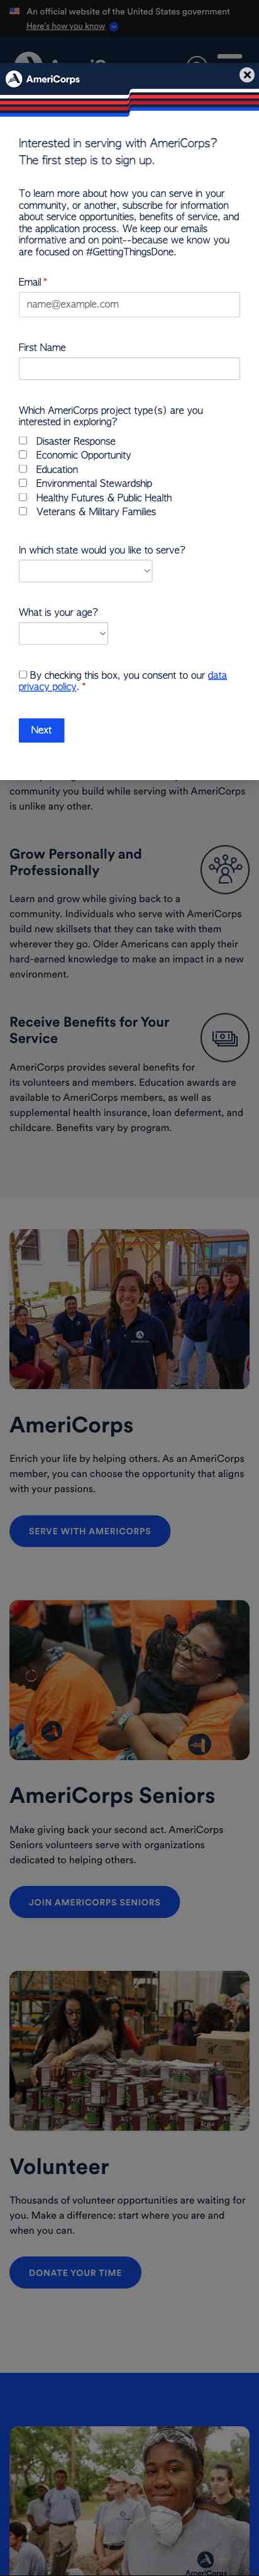 An official website of the United States government
Here's how you know
AmeriCorps
Interested in serving with AmeriCorps?
The first step is to sign up.
To learn more about how you can serve in your
community, or another, subscribe for information
about service opportunities, benefits of service, and
the application process. We keep our emails
informative and on point--because we know you
are focused on #GettingThingsDone.
Email *
name@example.com
First Name
Which AmeriCorps project type(s) are you
interested in exploring?
Disaster Response
Economic Opportunity
Education
Environmental Stewardship
Healthy Futures & Public Health
Veterans & Military Families
In which state would you like to serve?
What is your age?
By checking this box, you consent to our data
privacy policy. *
Next
community you build while serving with AmeriCorps
is unlike any other.
Grow Personally and
Professionally
Learn and grow while giving back to a
community. Individuals who serve with AmeriCorps
build new skillsets that they can take with them
wherever they go. Older Americans can apply their
hard-earned knowledge to make an impact in a new
environment.
Receive Benefits for Your
Service
AmeriCorps provides several benefits for
its volunteers and members. Education awards are
available to AmeriCorps members, as well as
supplemental health insurance, loan deferment, and
childcare. Benefits vary by program.
AmeriCorps
Enrich your life by helping others. As an AmeriCorps
member, you can choose the opportunity that aligns
with your passions.
SERVE WITH AMERICORPS
AmeriCorps Seniors
Make giving back your second act. AmeriCorps
Seniors volunteers serve with organizations
dedicated to helping others.
JOIN AMERICORPS SENIORS
Volunteer
Thousands of volunteer opportunities are waiting for
you. Make a difference: start where you are and
when you can.
DONATE YOUR TIME
AmeriCorps